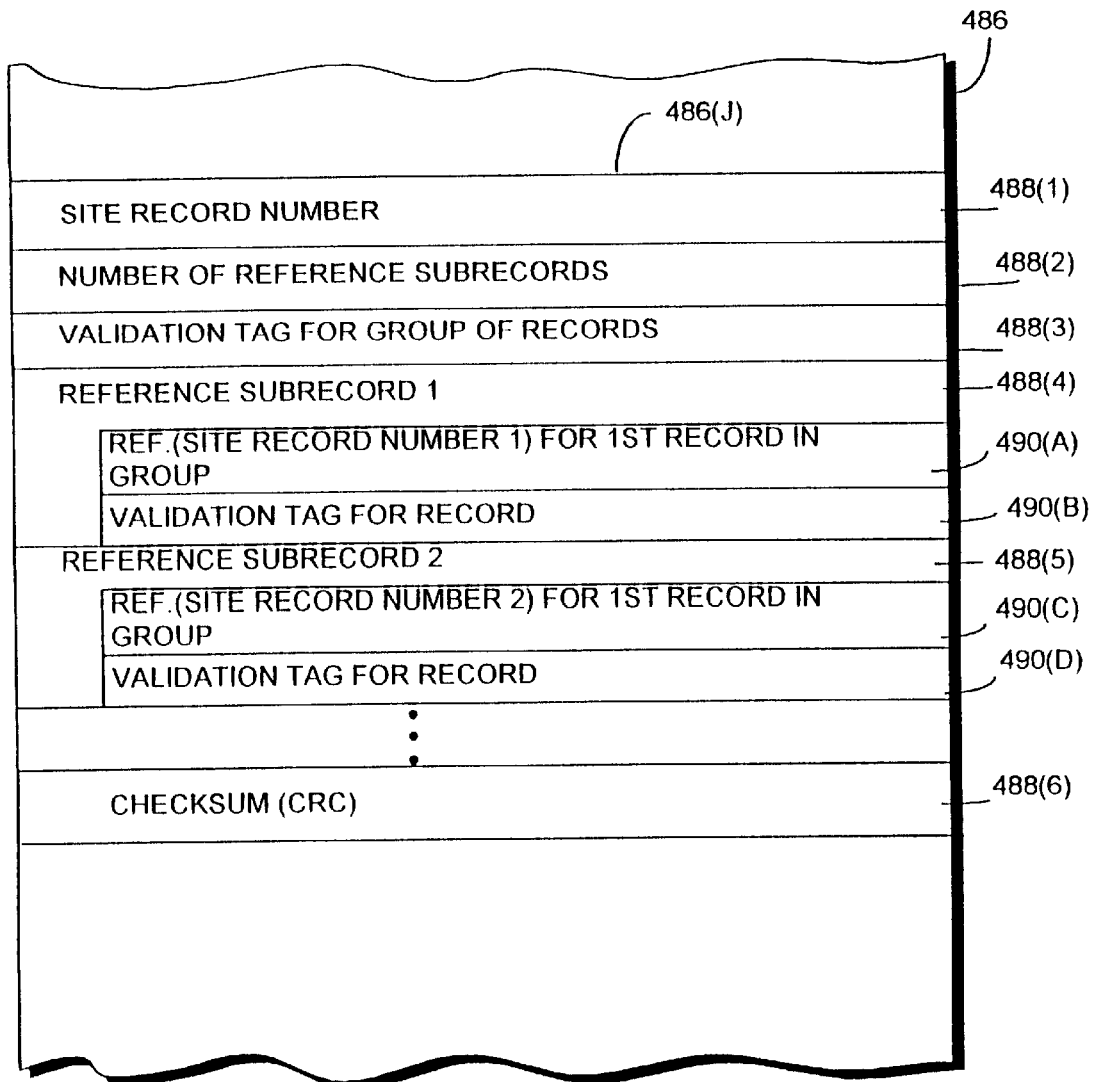 486
486(J)
SITE RECORD NUMBER 488(1)
NUMBER OF REFERENCE SUBRECORDS 488(2)
VALIDATION TAG FOR GROUP OF RECORDS 488(3)
REFERENCE SUBRECORD 1 488(4)
REF.(SITE RECORD NUMBER 1) FOR 1ST RECORD IN
GROUP 490(A)
VALIDATION TAG FOR RECORD 490(B)
REFERENCE SUBRECORD 2 488(5)
REF.(SITE RECORD NUMBER 2) FOR 1ST RECORD IN
GROUP 490(C)
VALIDATION TAG FOR RECORD 490(D)
CHECKSUM (CRC) 488(6)